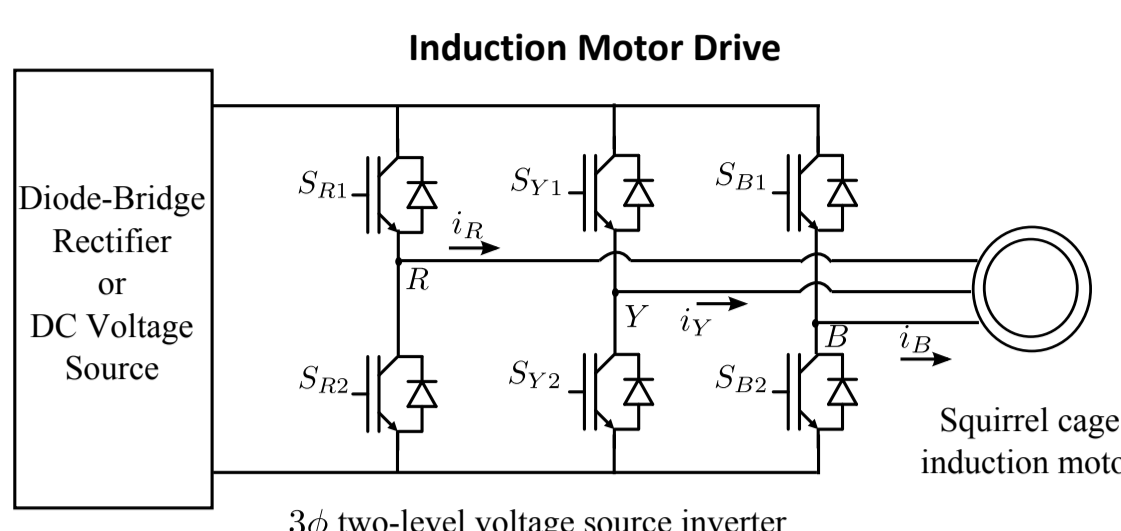 Induction Motor Drive
Diode-Bridge
Rectifier
or
DC Voltage
Source
S_{R1}
S_{Y1}
S_{B1}
i_R
R
Y
i_Y
B
i_B
S_{R2}
S_{Y2}
S_{B2}
Squirrel cage
induction moto
3ϕ two-level voltage source inverter